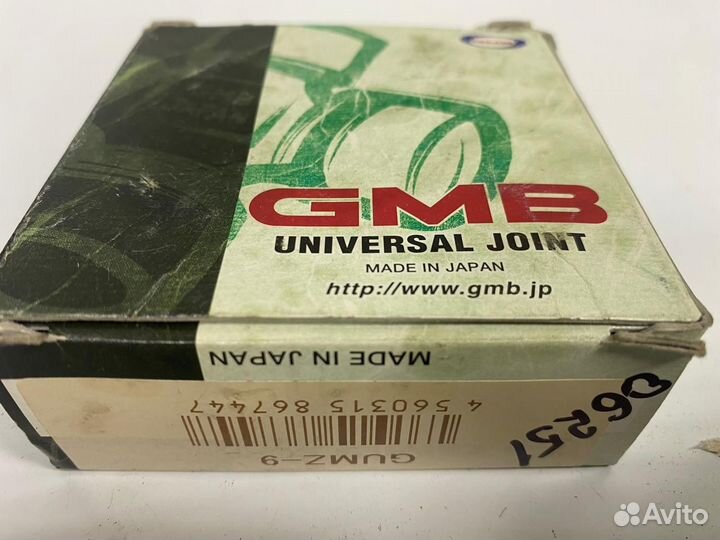 GMB
UNIVERSAL JOINT
MADE IN JAPAN
http://www.gmb.jp
MADE IN JAPAN
4 560315 867447
GUMZ-9
06251
Avito